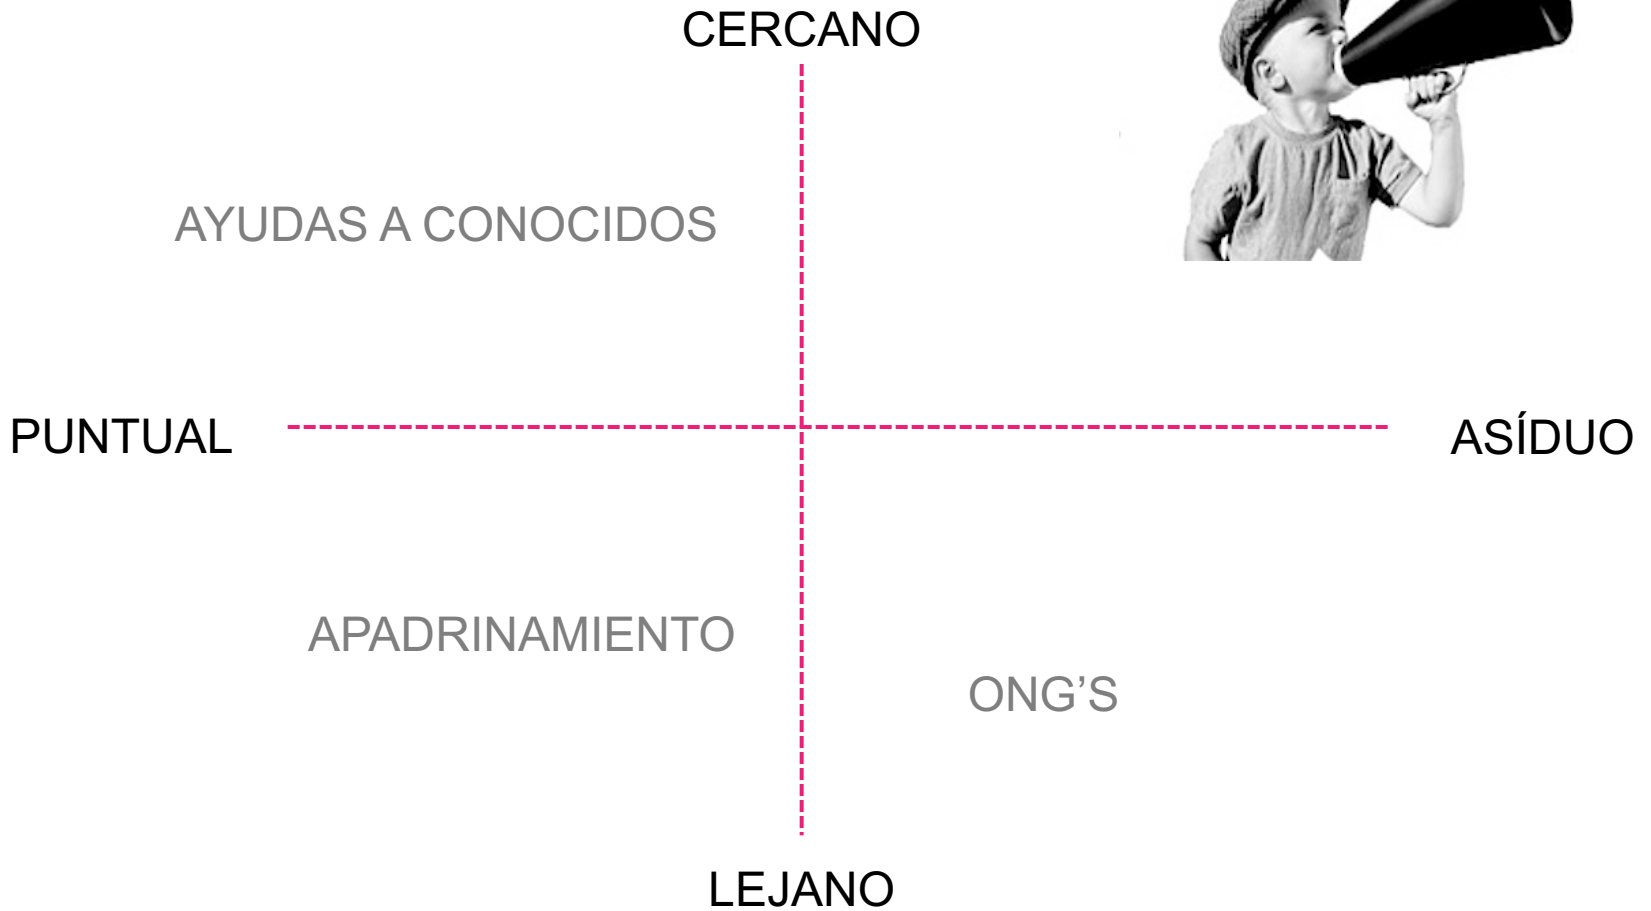 CERCANO
AYUDAS A CONOCIDOS
PUNTUAL
ASÍDUO
APADRINAMIENTO
ONG’S
LEJANO